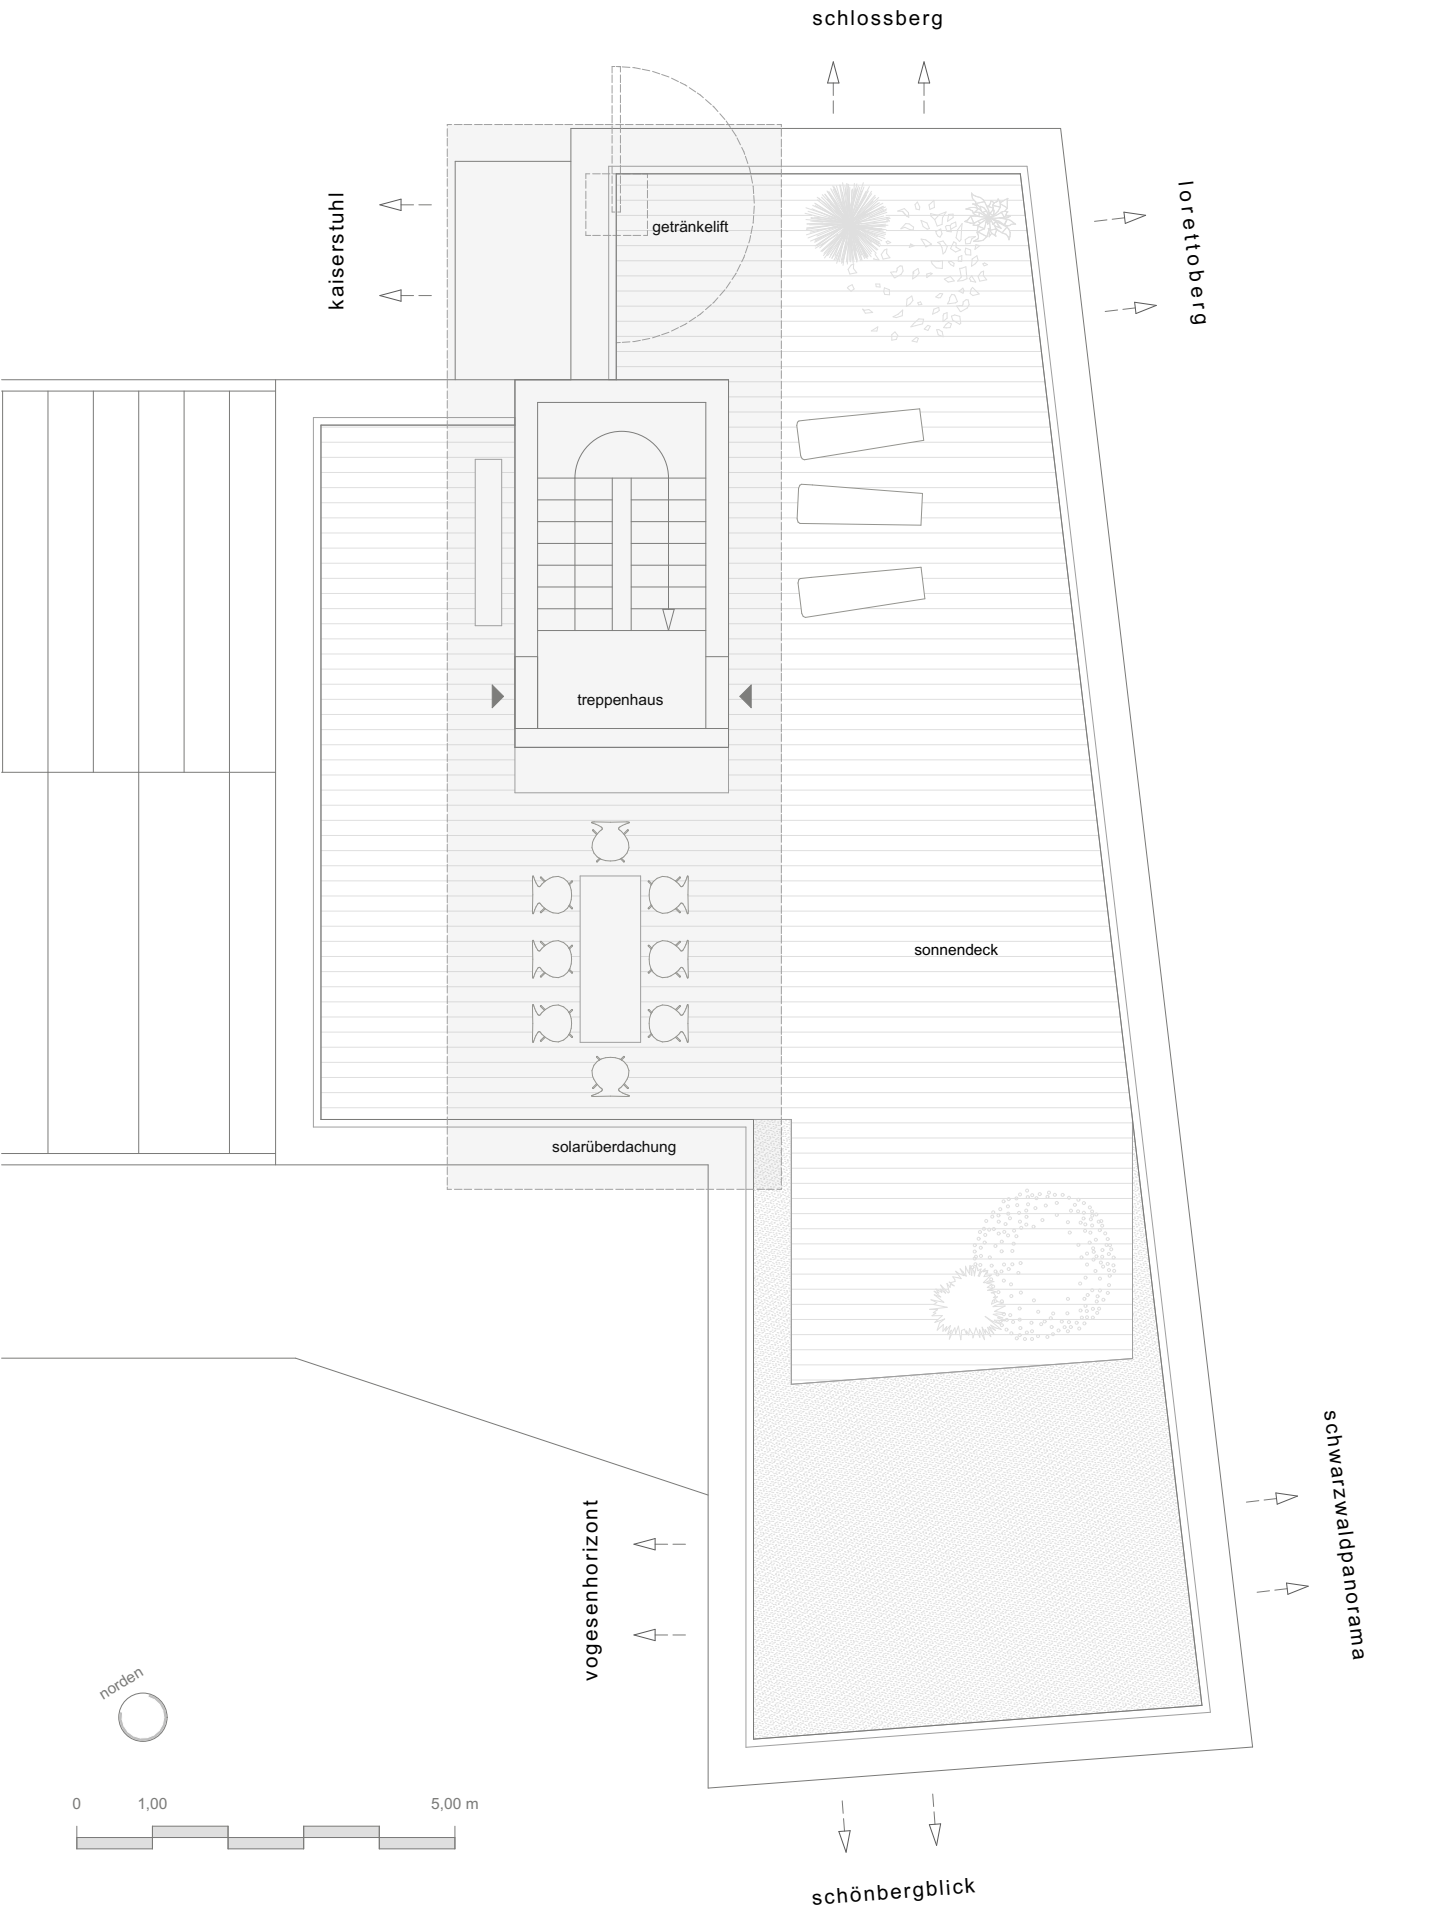 schlossberg
kaiserstuhl
lorettoberg
getränkelift
treppenhaus
sonnendeck
solarüberdachung
schwarzwaldpanorama
vogesenhorizont
norden
0 1,00 5,00 m
schönbergblick